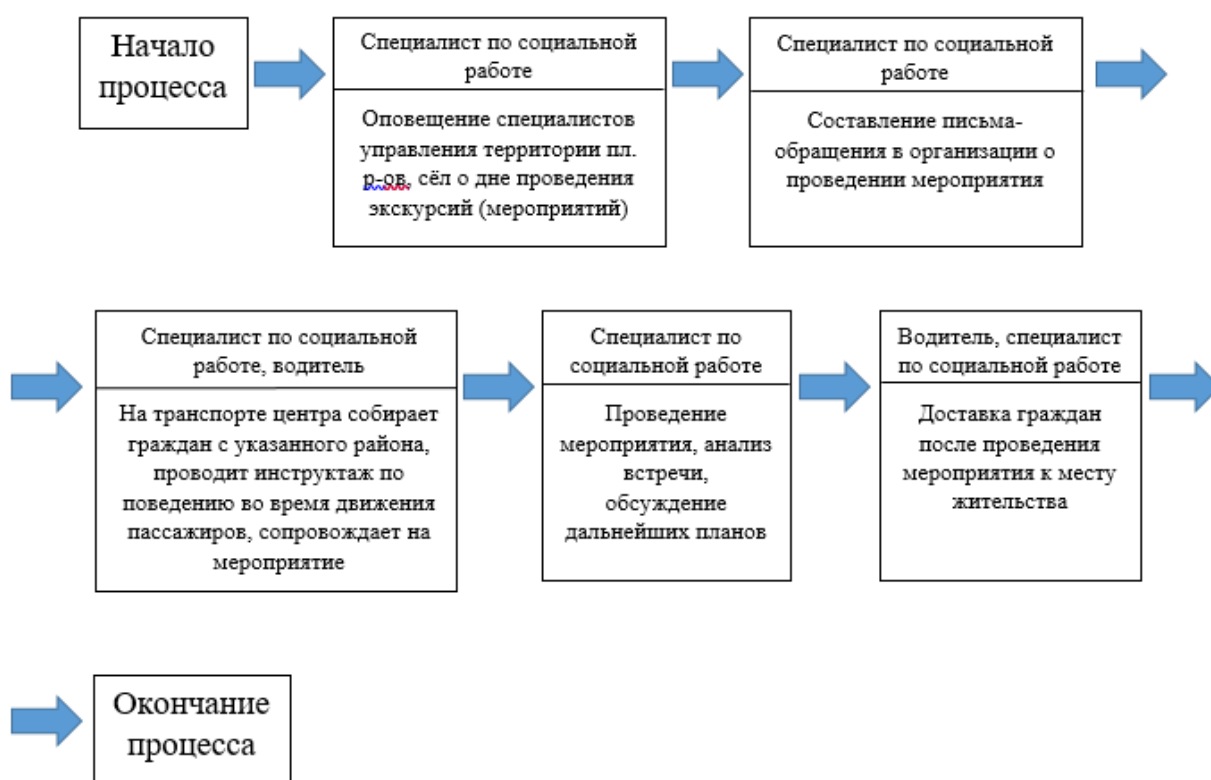 Начало
процесса
Специалист по социальной
работе
Оповещение специалистов
управления территории пл.
р-ов, сёл о дне проведения
экскурсий (мероприятий)
Специалист по социальной
работе
Составление письма-
обращения в организации о
проведении мероприятия
Специалист по социальной
работе, водитель
На транспорте центра собирает
граждан с указанного района,
проводит инструктаж по
поведению во время движения
пассажиров, сопровождает на
мероприятие
Специалист по
социальной работе
Проведение
мероприятия, анализ
встречи,
обсуждение
дальнейших планов
Водитель, специалист
по социальной работе
Доставка граждан
после проведения
мероприятия к месту
жительства
Окончание
процесса